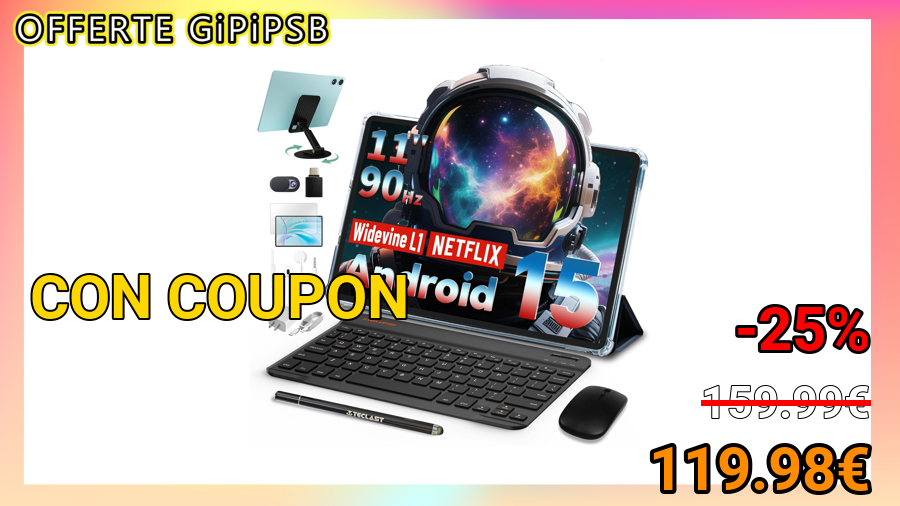 OFFERTE GiPiPSB
11"
90Hz
Widevine L1 NETFLIX
Android 15
CON COUPON
TECLAST
-25%
159.99€
119.98€